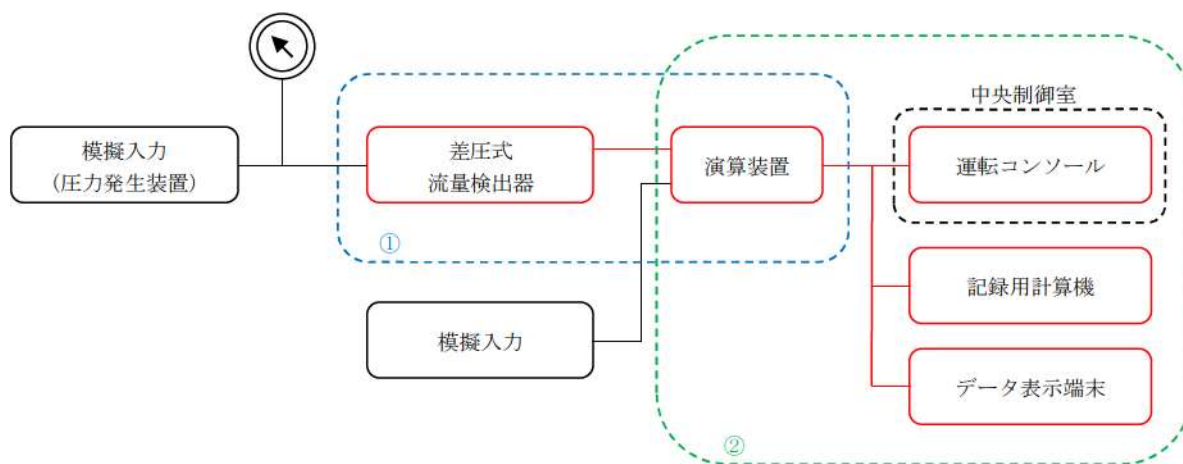 中央制御室
模擬入力
(圧力発生装置)
差圧式
流量検出器
演算装置
運転コンソール
①
記録用計算機
模擬入力
データ表示端末
②